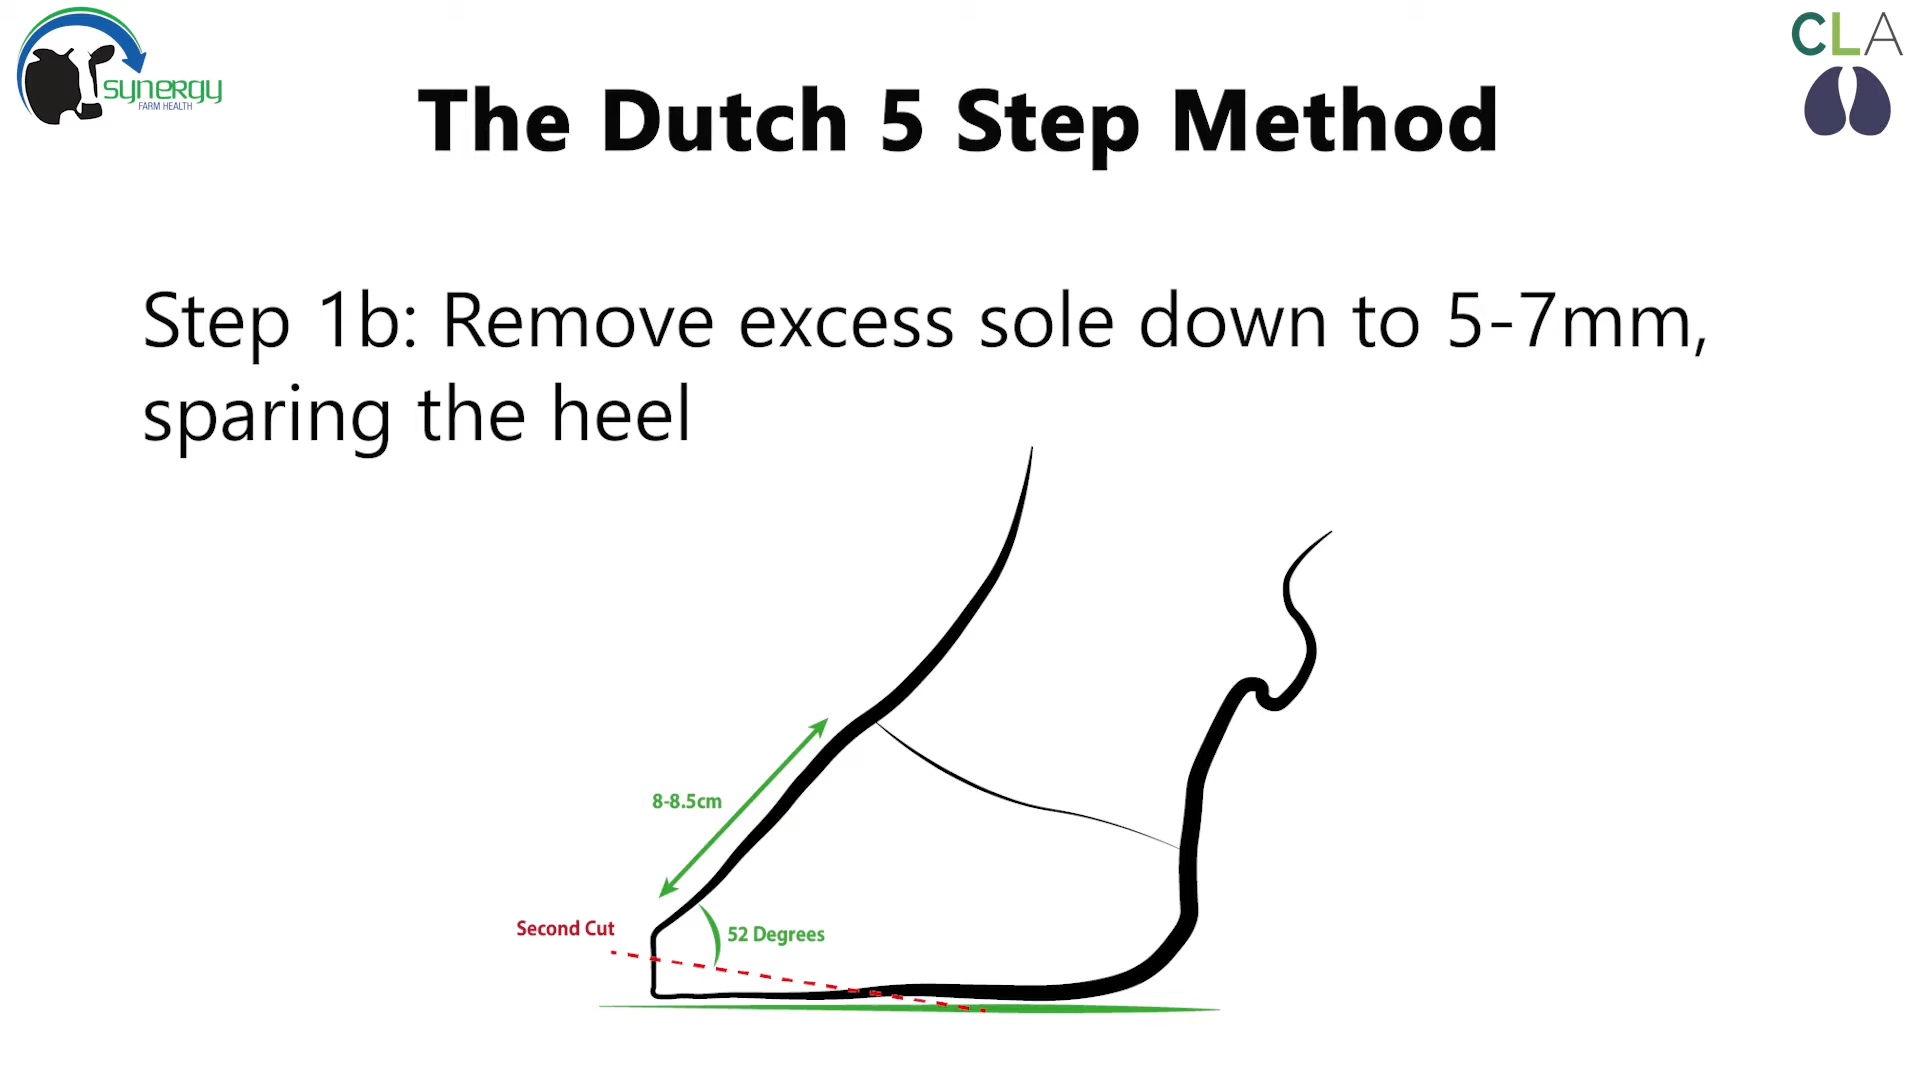 synergy
FARM HEALTH
CLA
The Dutch 5 Step Method
Step 1b: Remove excess sole down to 5-7mm,
sparing the heel
8-8.5cm
Second Cut
52 Degrees